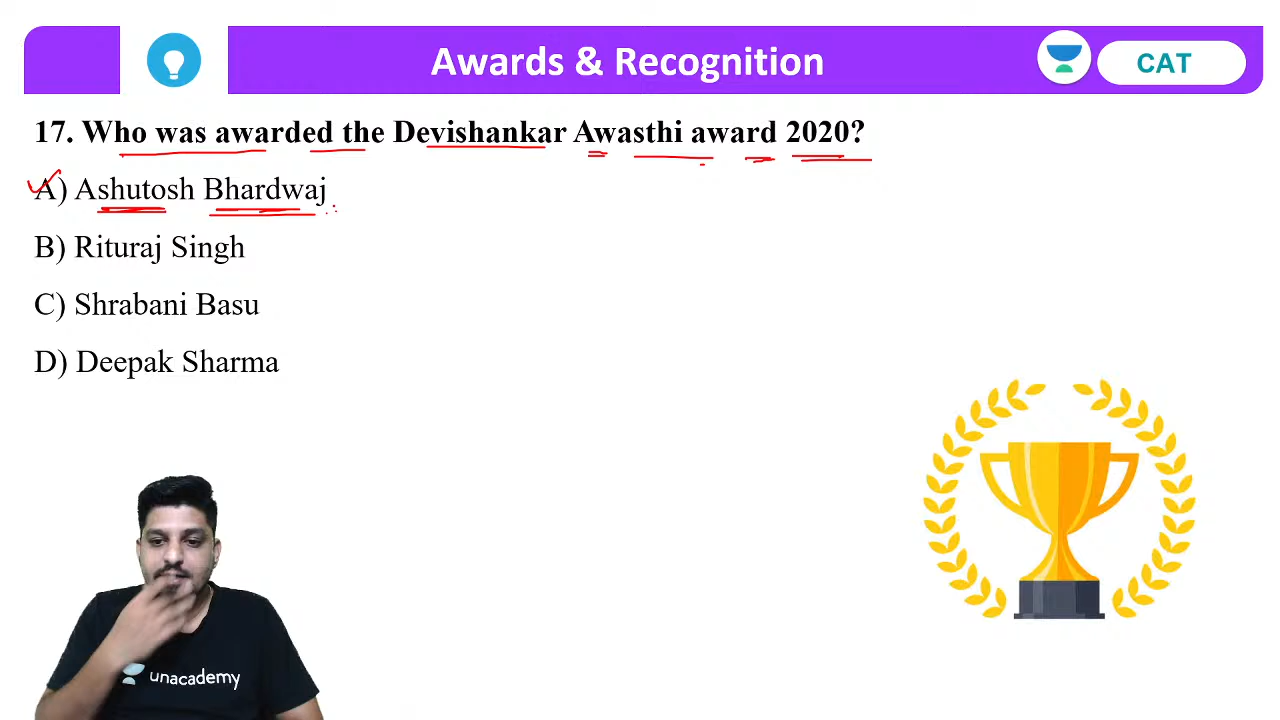 Awards & Recognition
CAT
17. Who was awarded the Devishankar Awasthi award 2020?
A) Ashutosh Bhardwaj
B) Rituraj Singh
C) Shrabani Basu
D) Deepak Sharma
unacademy